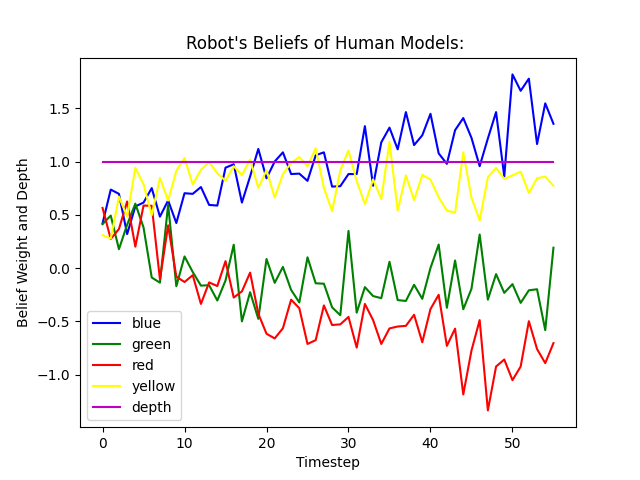 Robot's Beliefs of Human Models:
Belief Weight and Depth
1.5
1.0
0.5
0.0
−0.5
−1.0
blue
green
red
yellow
depth
0 10 20 30 40 50
Timestep